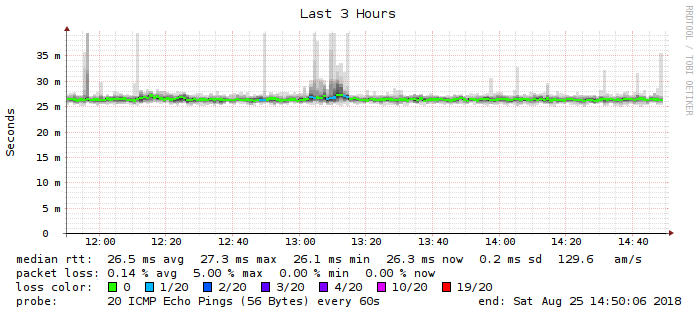 Last 3 Hours
RRDTOOL / TOBI OETIKER
Seconds
35 m
30 m
25 m
20 m
15 m
10 m
5 m
0
12:00 12:20 12:40 13:00 13:20 13:40 14:00 14:20 14:40
median rtt: 26.5 ms avg 27.3 ms max 26.1 ms min 26.3 ms now 0.2 ms sd 129.6 am/s
packet loss: 0.14 % avg 5.00 % max 0.00 % min 0.00 % now
loss color: 0 1/20 2/20 3/20 4/20 10/20 19/20
probe: 20 ICMP Echo Pings (56 Bytes) every 60s end: Sat Aug 25 14:50:06 2018